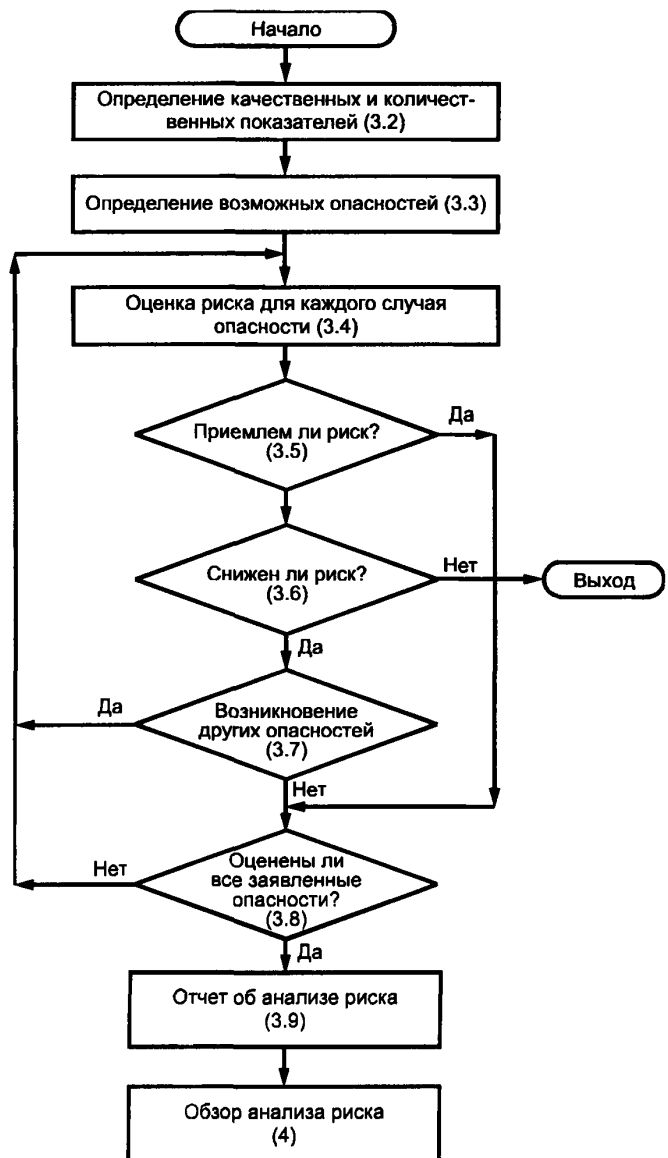 Начало
Определение качественных и количест-
венных показателей (3.2)
Определение возможных опасностей (3.3)
Оценка риска для каждого случая
опасности (3.4)
Приемлем ли риск?
(3.5)
Да
Снижен ли риск?
(3.6)
Нет
Выход
Да
Возникновение
других опасностей
(3.7)
Да
Нет
Оценены ли
все заявленные
опасности?
(3.8)
Нет
Да
Отчет об анализе риска
(3.9)
Обзор анализа риска
(4)